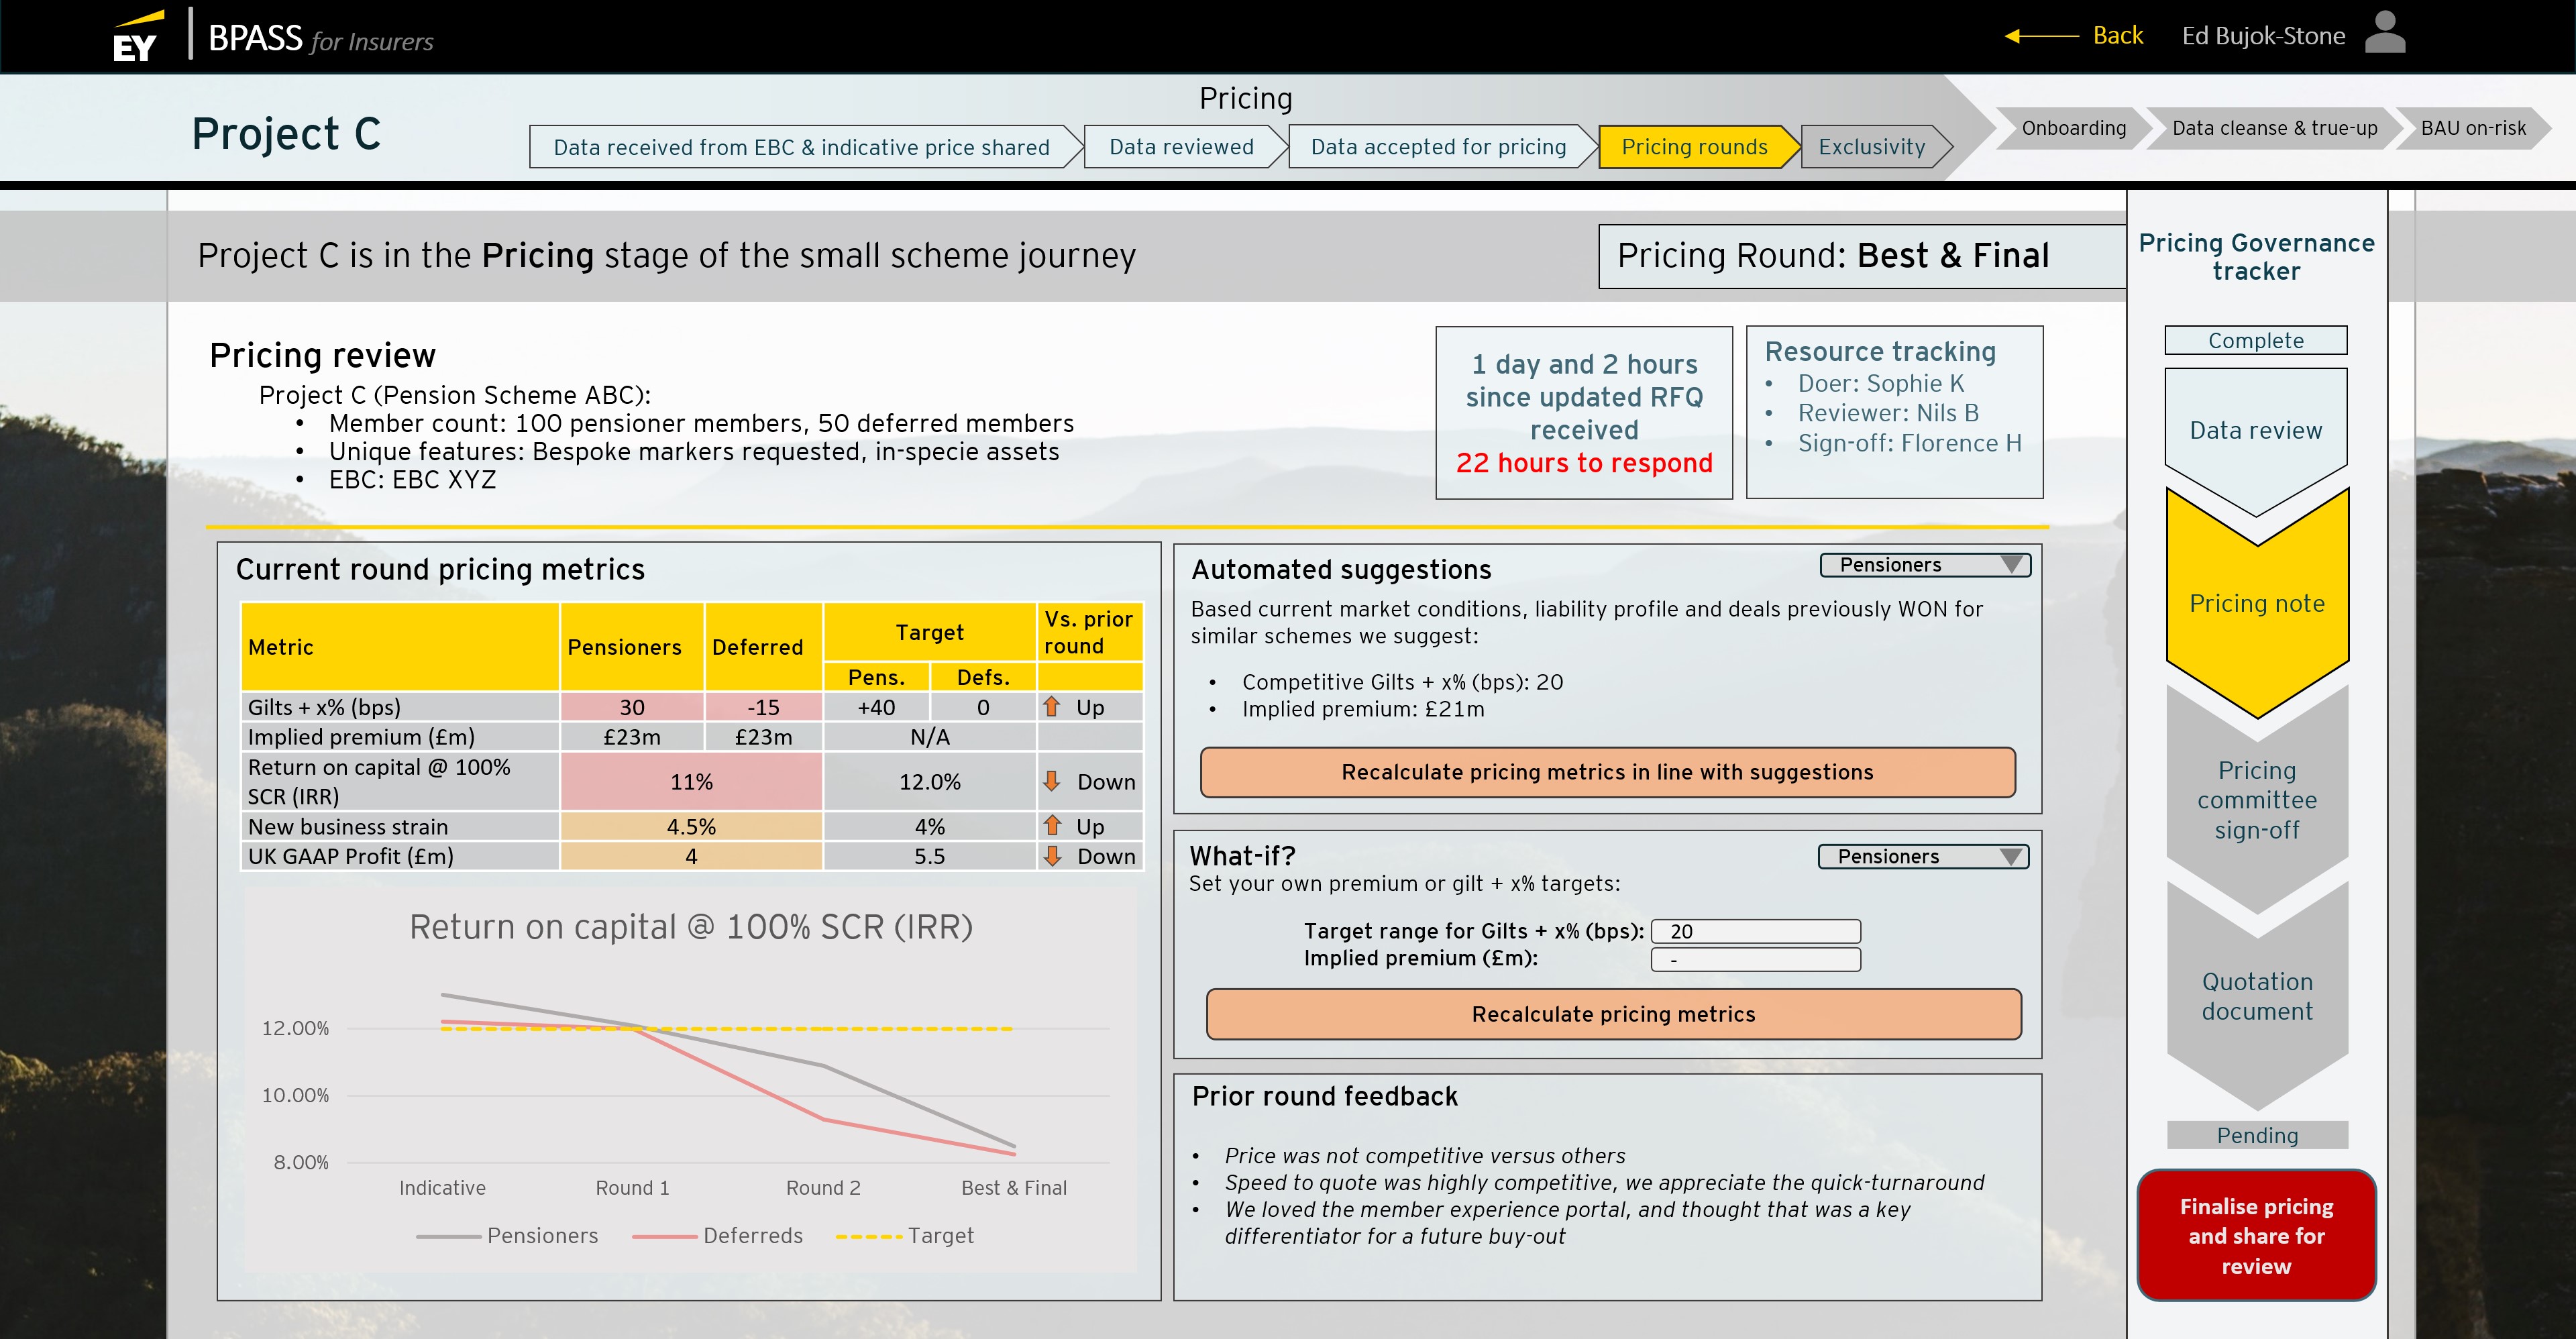 EY
BPASS for Insurers
Back
Ed Bujok-Stone
Project C
Pricing
Data received from EBC & indicative price shared
Data reviewed
Data accepted for pricing
Pricing rounds
Exclusivity
Onboarding
Data cleanse & true-up
BAU on-risk
Project C is in the Pricing stage of the small scheme journey
Pricing Round: Best & Final
Pricing review
Project C (Pension Scheme ABC):
• Member count: 100 pensioner members, 50 deferred members
• Unique features: Bespoke markers requested, in-specie assets
• EBC: EBC XYZ
1 day and 2 hours
since updated RFQ
received
22 hours to respond
Resource tracking
• Doer: Sophie K
• Reviewer: Nils B
• Sign-off: Florence H
Current round pricing metrics
Metric Pensioners Deferred Target Vs. prior
round
Pens. Defs.
Gilts + x% (bps) 30 -15 +40 0 Up
Implied premium (£m) £23m £23m N/A
Return on capital @ 100%
SCR (IRR) 11% 12.0% Down
New business strain 4.5% 4% Up
UK GAAP Profit (£m) 4 5.5 Down
Return on capital @ 100% SCR (IRR)
12.00%
10.00%
8.00%
Indicative Round 1 Round 2 Best & Final
Pensioners Deferreds Target
Automated suggestions
Pensioners
Based current market conditions, liability profile and deals previously WON for
similar schemes we suggest:
• Competitive Gilts + x% (bps): 20
• Implied premium: £21m
Recalculate pricing metrics in line with suggestions
What-if?
Pensioners
Set your own premium or gilt + x% targets:
Target range for Gilts + x% (bps): 20
Implied premium (£m): -
Recalculate pricing metrics
Prior round feedback
• Price was not competitive versus others
• Speed to quote was highly competitive, we appreciate the quick-turnaround
• We loved the member experience portal, and thought that was a key
differentiator for a future buy-out
Pricing Governance
tracker
Complete
Data review
Pricing note
Pricing
committee
sign-off
Quotation
document
Pending
Finalise pricing
and share for
review